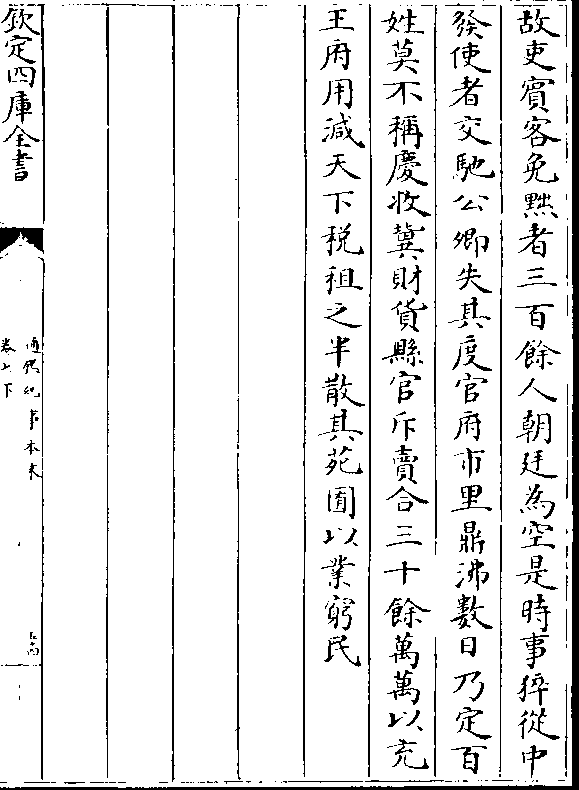 故吏賓客免黜者三百餘人朝廷為空是時事猝從中
發使者交馳公卿失其度官府市里鼎沸數日乃定百
姓莫不稱慶收冀財貨縣官斥賣合三十餘萬萬以充
王府用減天下税租之半散其苑囿以業窮民
欽定四庫全書
通鑑紀事本末
卷七下